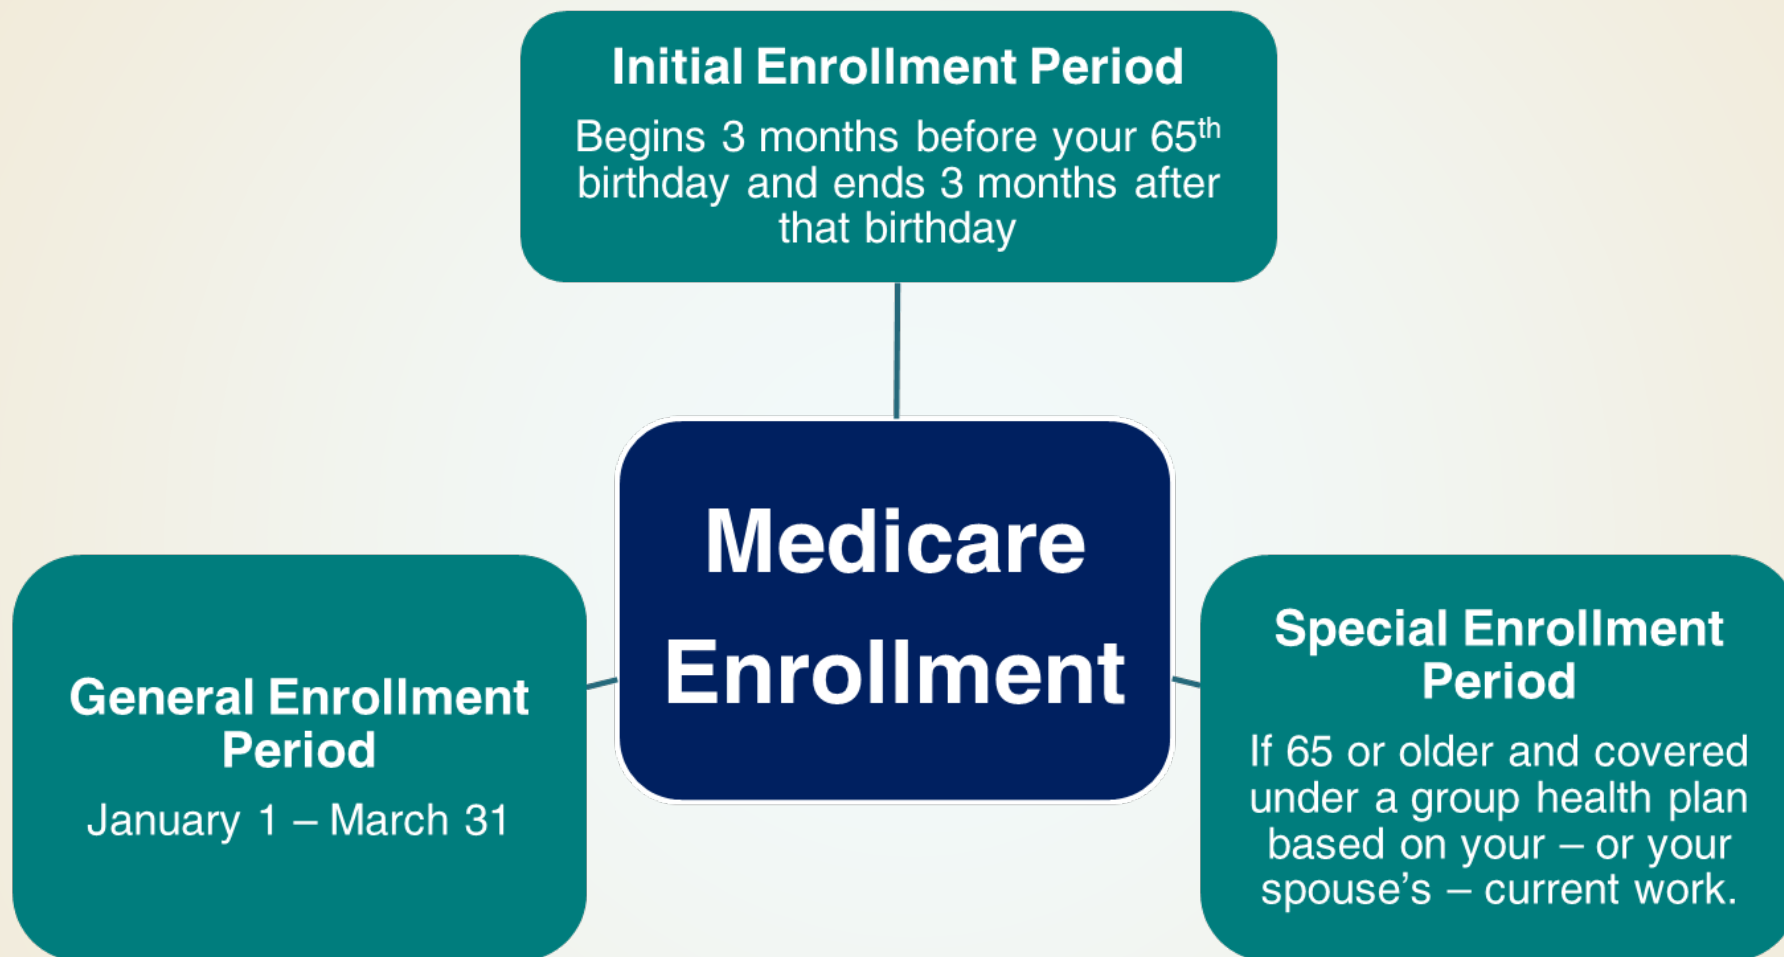 Initial Enrollment Period
Begins 3 months before your 65th
birthday and ends 3 months after
that birthday
Medicare
Enrollment
General Enrollment
Period
January 1 – March 31
Special Enrollment
Period
If 65 or older and covered
under a group health plan
based on your – or your
spouse’s – current work.